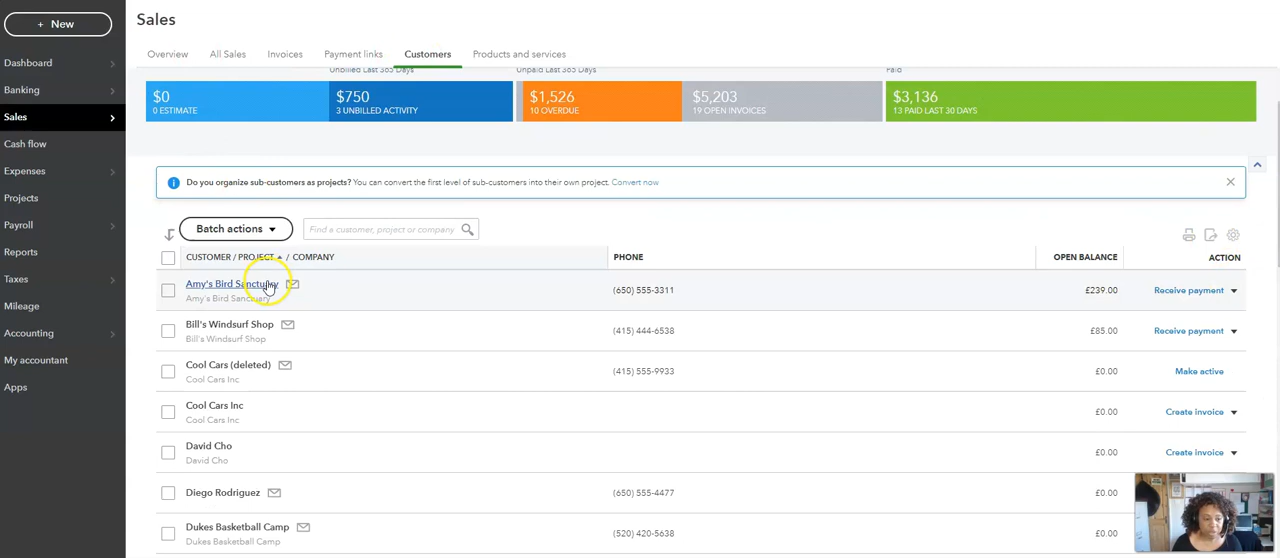 + New
Dashboard
Banking
Sales
Cash flow
Expenses
Projects
Payroll
Reports
Taxes
Mileage
Accounting
My accountant
Apps
Sales
Overview All Sales Invoices Payment links Customers Products and services
Unbilled Last 365 Days Unpaid Last 365 Days Paid
$0 $750 $1,526 $5,203 $3,136
0 ESTIMATE 3 UNBILLED ACTIVITY 10 OVERDUE 19 OPEN INVOICES 13 PAID LAST 30 DAYS
Do you organize sub-customers as projects? You can convert the first level of sub-customers into their own project. Convert now
Batch actions Find a customer, project or company
CUSTOMER / PROJECT / COMPANY PHONE OPEN BALANCE ACTION
Amy's Bird Sanctuary (650) 555-3311 £239.00 Receive payment
Amy's Bird Sanctuary
Bill's Windsurf Shop (415) 444-6538 £85.00 Receive payment
Bill's Windsurf Shop
Cool Cars (deleted) (415) 555-9933 £0.00 Make active
Cool Cars Inc
Cool Cars Inc £0.00 Create invoice
Cool Cars Inc
David Cho £0.00 Create invoice
David Cho
Diego Rodriguez (650) 555-4477 £0.00
Dukes Basketball Camp (520) 420-5638 £0.00
Dukes Basketball Camp